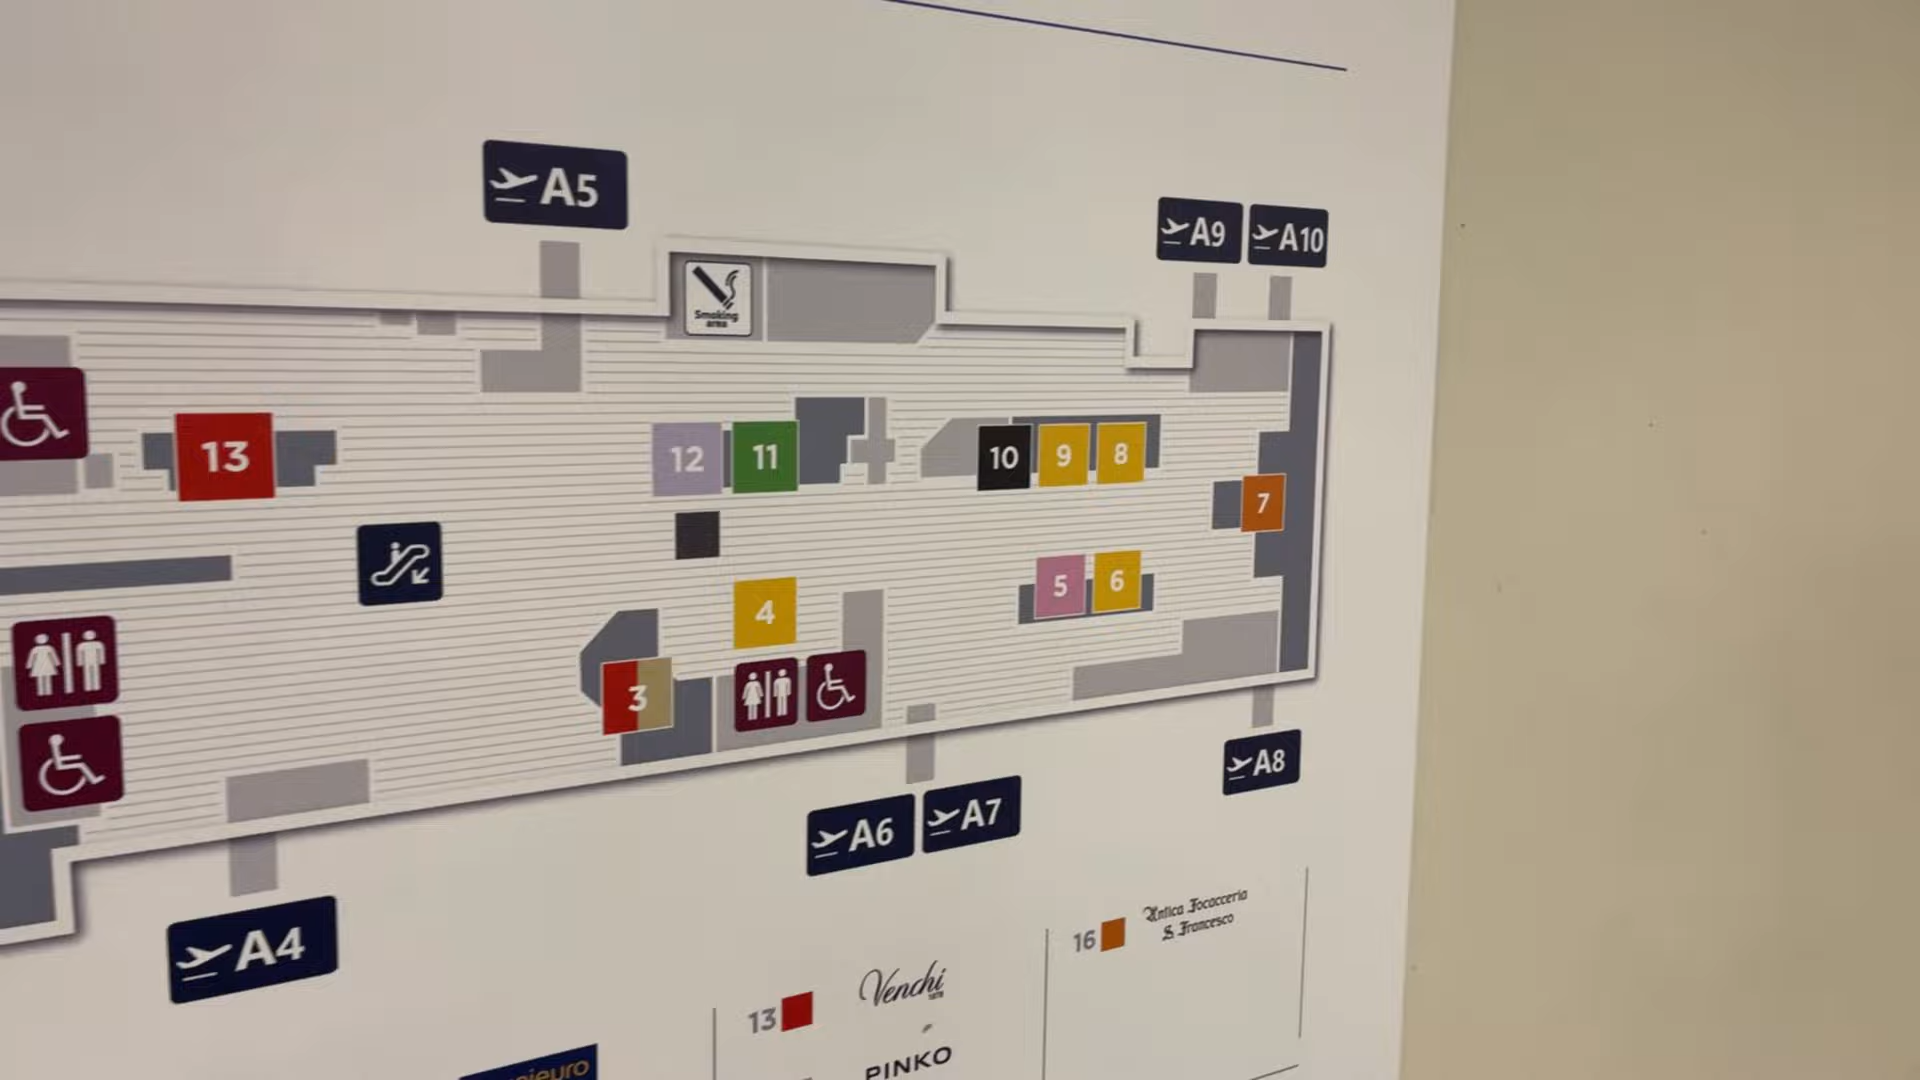 A5
A9
A10
Smoking
area
13
12
11
10
9
8
7
5
6
4
3
A8
A6
A7
A4
16
Antica Focacceria
S. Francesco
13
Venchi
1878
PINKO